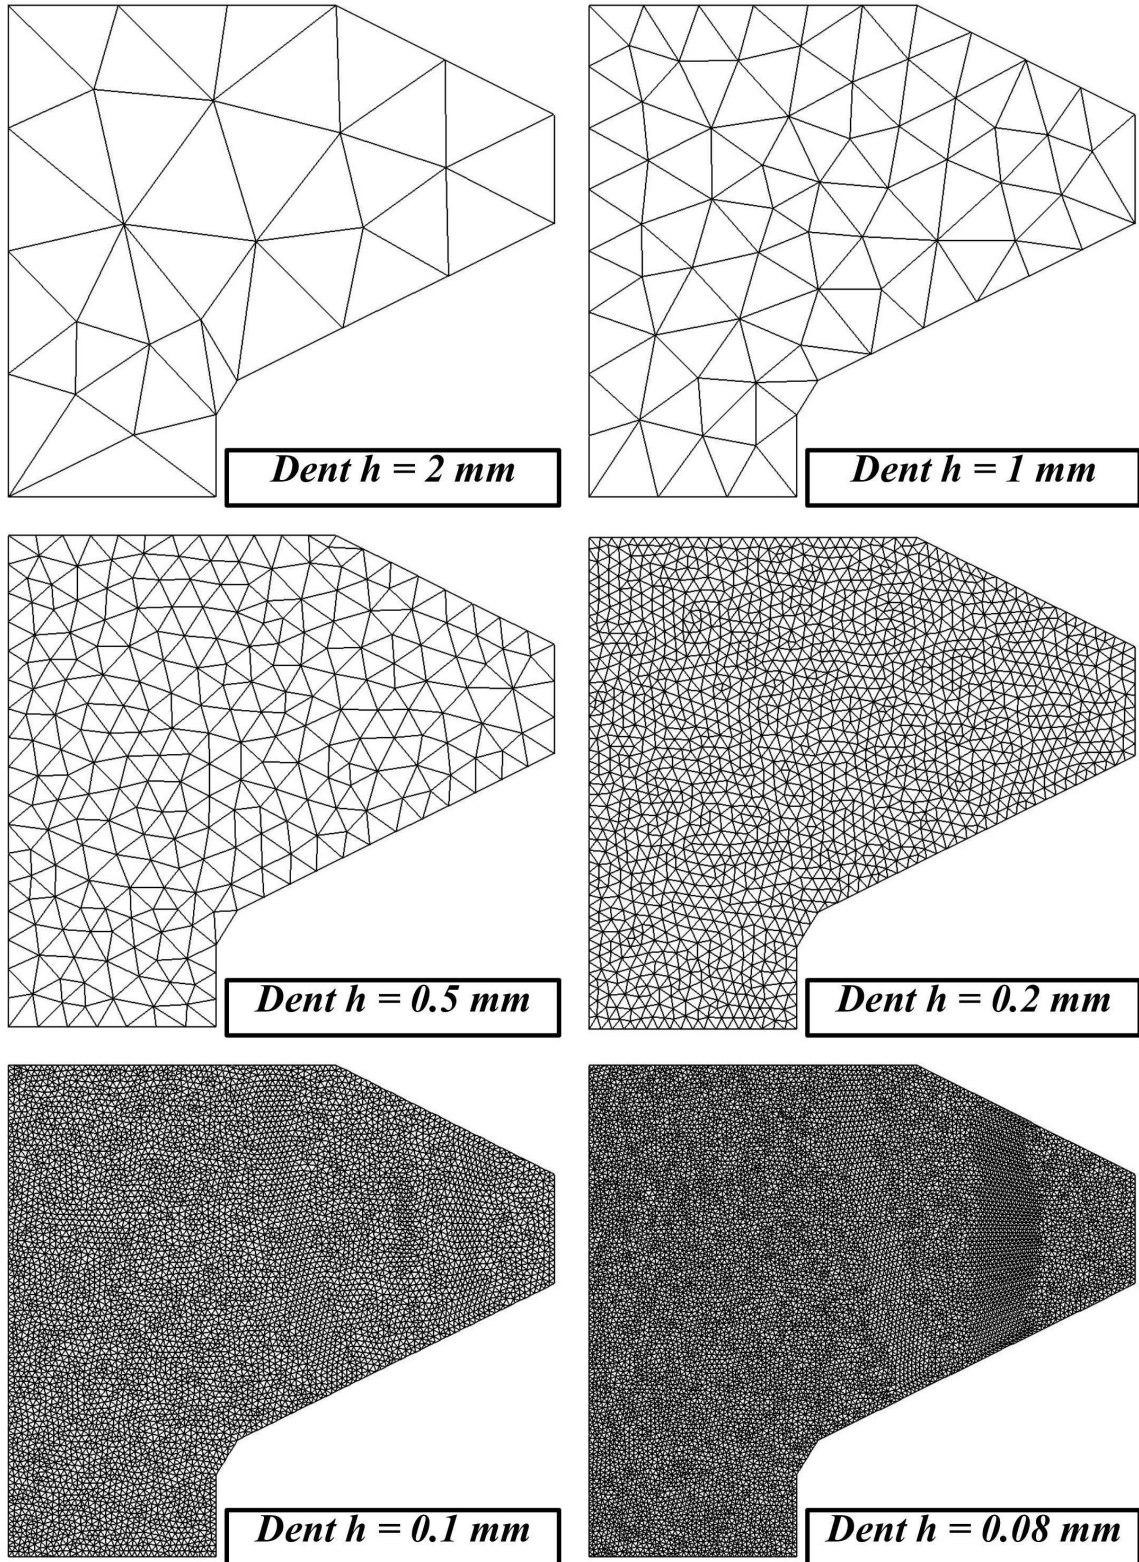 Dent h = 2 mm
Dent h = 1 mm
Dent h = 0.5 mm
Dent h = 0.2 mm
Dent h = 0.1 mm
Dent h = 0.08 mm